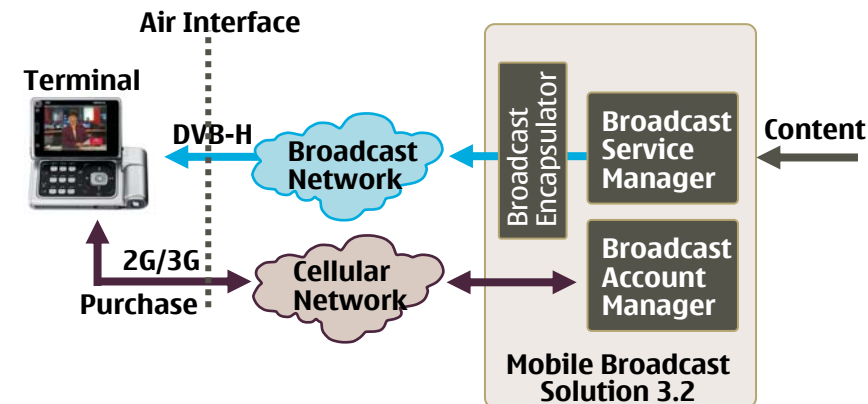 Air Interface
Terminal
DVB-H
Broadcast
Network
Broadcast
Encapsulator
Broadcast
Service
Manager
Content
2G/3G
Purchase
Cellular
Network
Broadcast
Account
Manager
Mobile Broadcast
Solution 3.2